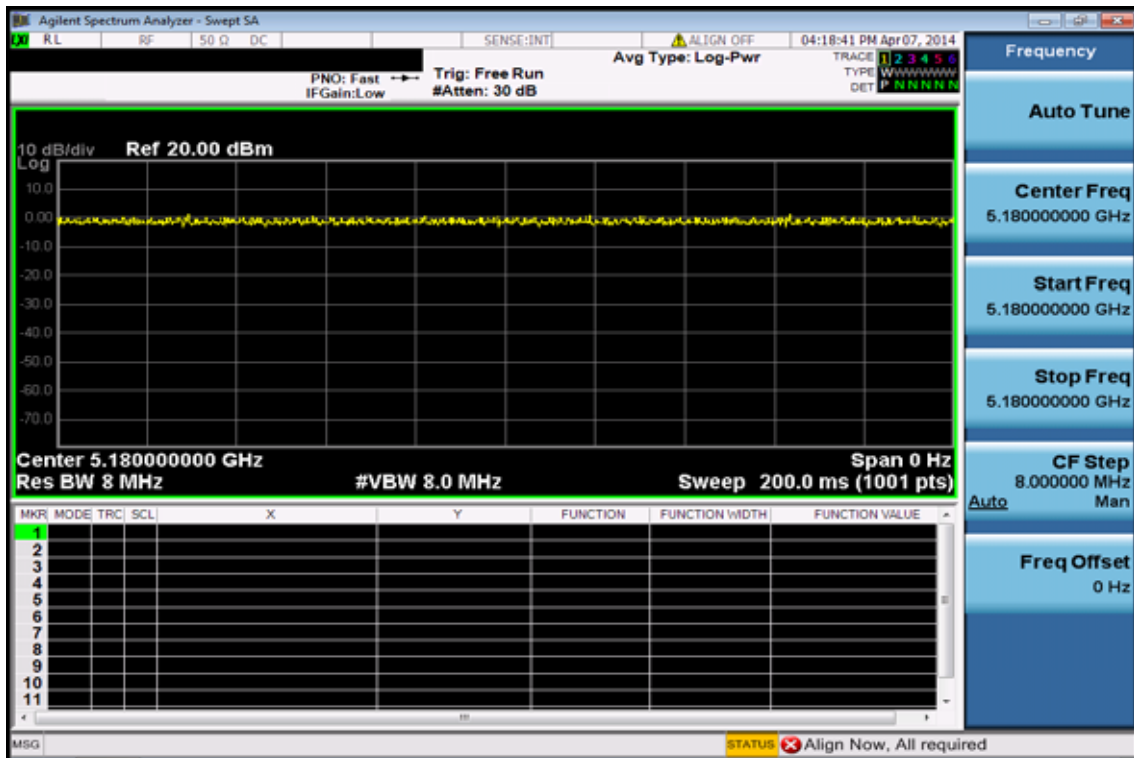 Agilent Spectrum Analyzer - Swept SA
LXI RL RF 50 Ω DC SENSE:INT ALIGN OFF 04:18:41 PM Apr 07, 2014
PNO: Fast
IFGain:Low
Trig: Free Run
#Atten: 30 dB
Avg Type: Log-Pwr
TRACE 1 2 3 4 5 6
TYPE WWWWWWW
DET P N N N N N
10 dB/div Ref 20.00 dBm
Log
10.0
0.00
-10.0
-20.0
-30.0
-40.0
-50.0
-60.0
-70.0
Center 5.180000000 GHz Span 0 Hz
Res BW 8 MHz #VBW 8.0 MHz Sweep 200.0 ms (1001 pts)
MKR MODE TRC SCL X Y FUNCTION FUNCTION WIDTH FUNCTION VALUE
1
2
3
4
5
6
7
8
9
10
11
MSG STATUS Align Now, All required
Frequency
Auto Tune
Center Freq
5.180000000 GHz
Start Freq
5.180000000 GHz
Stop Freq
5.180000000 GHz
CF Step
8.000000 MHz
Auto Man
Freq Offset
0 Hz